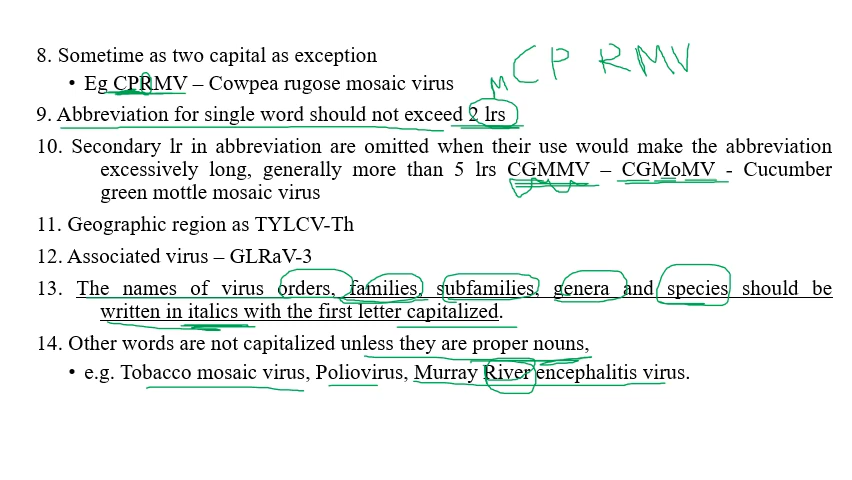 8. Sometime as two capital as exception
M CP RMV
• Eg CPRMV – Cowpea rugose mosaic virus
9. Abbreviation for single word should not exceed 2 lrs
10. Secondary lr in abbreviation are omitted when their use would make the abbreviation
excessively long, generally more than 5 lrs CGMMV – CGMoMV - Cucumber
green mottle mosaic virus
11. Geographic region as TYLCV-Th
12. Associated virus – GLRaV-3
13. The names of virus orders, families, subfamilies, genera and species should be
written in italics with the first letter capitalized.
14. Other words are not capitalized unless they are proper nouns,
• e.g. Tobacco mosaic virus, Poliovirus, Murray River encephalitis virus.